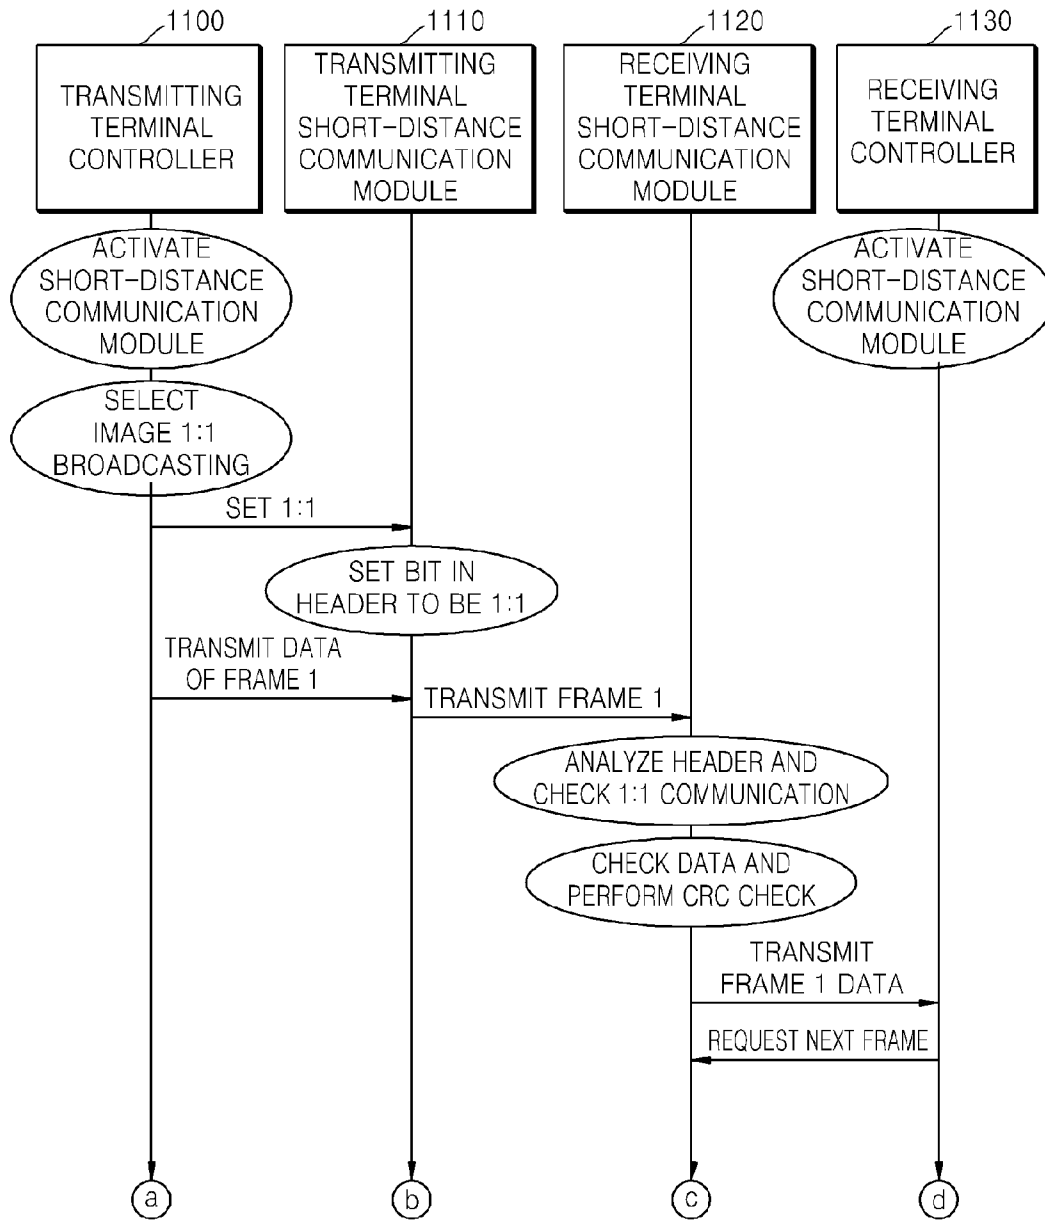 1100
1110
1120
1130
TRANSMITTING
TERMINAL
CONTROLLER
TRANSMITTING
TERMINAL
SHORT-DISTANCE
COMMUNICATION
MODULE
RECEIVING
TERMINAL
SHORT-DISTANCE
COMMUNICATION
MODULE
RECEIVING
TERMINAL
CONTROLLER
ACTIVATE
SHORT-DISTANCE
COMMUNICATION
MODULE
ACTIVATE
SHORT-DISTANCE
COMMUNICATION
MODULE
SELECT
IMAGE 1:1
BROADCASTING
SET 1:1
SET BIT IN
HEADER TO BE 1:1
TRANSMIT DATA
OF FRAME 1
TRANSMIT FRAME 1
ANALYZE HEADER AND
CHECK 1:1 COMMUNICATION
CHECK DATA AND
PERFORM CRC CHECK
TRANSMIT
FRAME 1 DATA
REQUEST NEXT FRAME
a
b
c
d